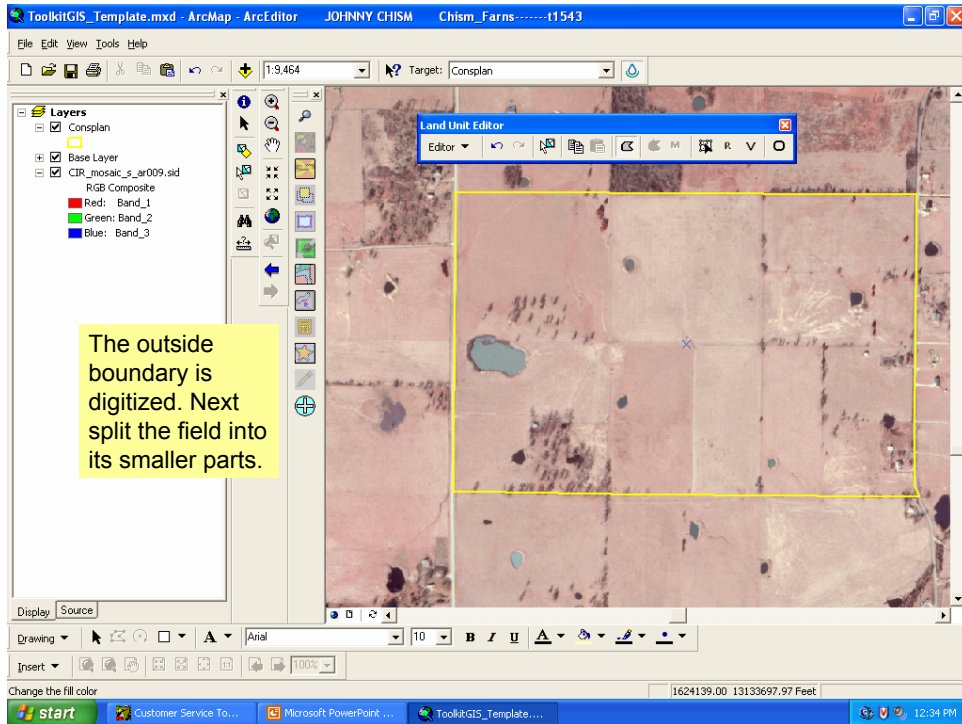 ToolkitGIS_Template.mxd - ArcMap - ArcEditor JOHNNY CHISM Chism_Farns-------t1543
File Edit View Tools Help
1:9,464 Target: Consplan
Layers
Consplan
Base Layer
CIR_mosaic_s_ar009.sid
RGB Composite
Red: Band_1
Green: Band_2
Blue: Band_3
Land Unit Editor
Editor
M R V
The outside
boundary is
digitized. Next
split the field into
its smaller parts.
Display Source
Drawing A Arial 10 B I U A
Insert 100%
Change the fill color
1624139.00 13133697.97 Feet
start Customer Service To... Microsoft PowerPoint ... ToolkitGIS_Template.... 12:34 PM